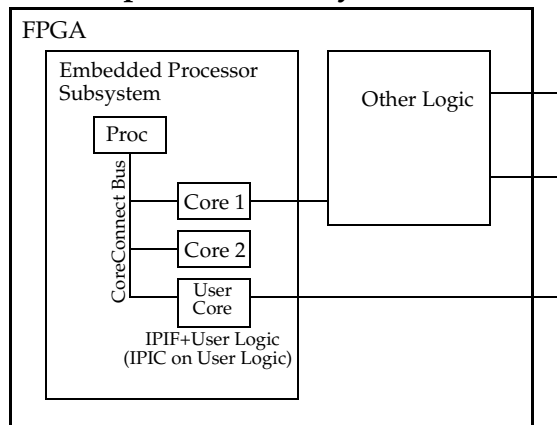 FPGA
Embedded Processor
Subsystem
Other Logic
Proc
CoreConnect Bus
Core 1
Core 2
User
Core
IPIF+User Logic
(IPIC on User Logic)